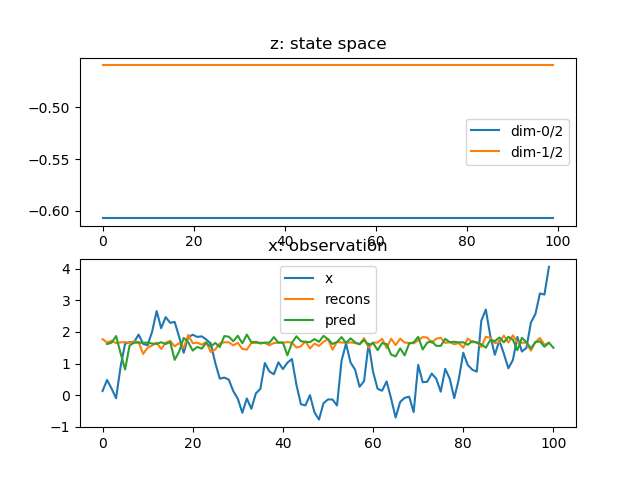 z: state space
−0.50
−0.55
−0.60
dim-0/2
dim-1/2
0 20 40 60 80 100
x: observation
4
3
2
1
0
−1
x
recons
pred
0 20 40 60 80 100